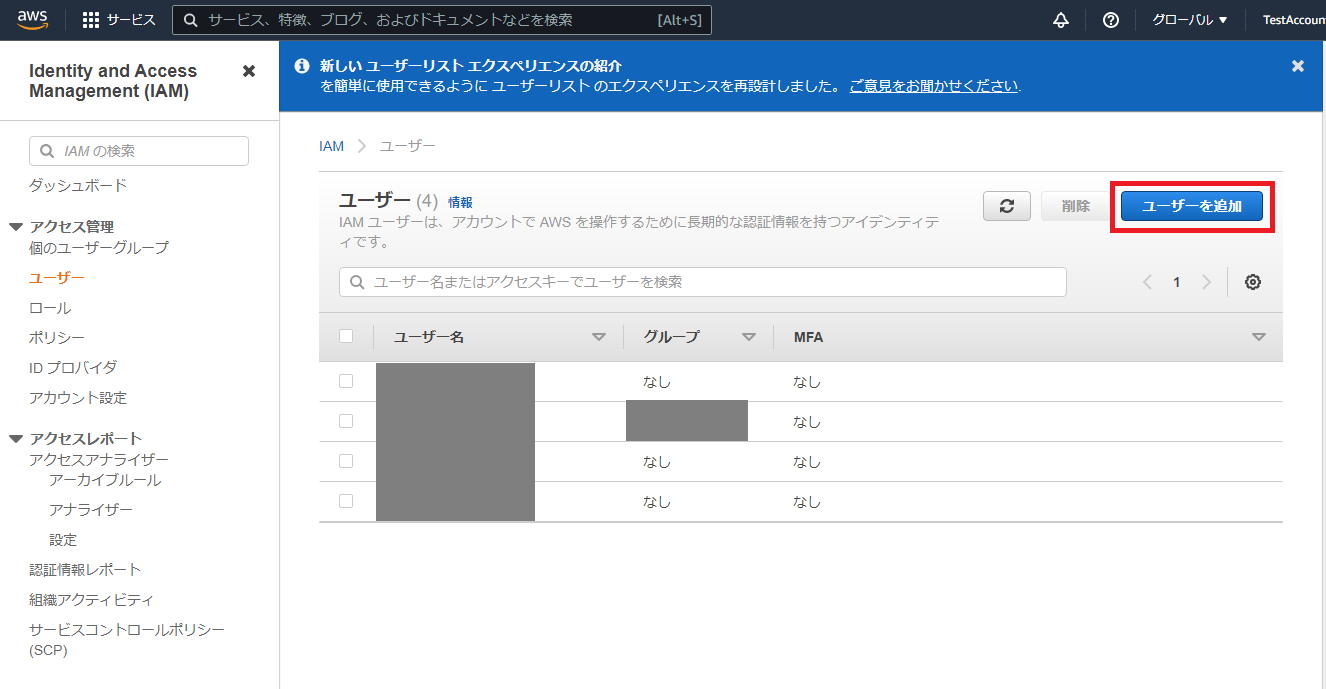 aws
サービス
サービス、特徴、ブログ、およびドキュメントなどを検索
[Alt+S]
グローバル ▼
TestAccoun
Identity and Access
Management (IAM)
IAM の検索
ダッシュボード
アクセス管理
個のユーザーグループ
ユーザー
ロール
ポリシー
ID プロバイダ
アカウント設定
アクセスレポート
アクセスアナライザー
アーカイブルール
アナライザー
設定
認証情報レポート
組織アクティビティ
サービスコントロールポリシー
(SCP)
新しい ユーザーリスト エクスペリエンスの紹介
を簡単に使用できるように ユーザーリスト のエクスペリエンスを再設計しました。 ご意見をお聞かせください.
IAM > ユーザー
ユーザー (4) 情報
IAM ユーザーは、アカウントで AWS を操作するために長期的な認証情報を持つアイデンティテ
ィです。
削除
ユーザーを追加
ユーザー名またはアクセスキーでユーザーを検索
1
ユーザー名 グループ MFA
なし なし
なし
なし なし
なし なし